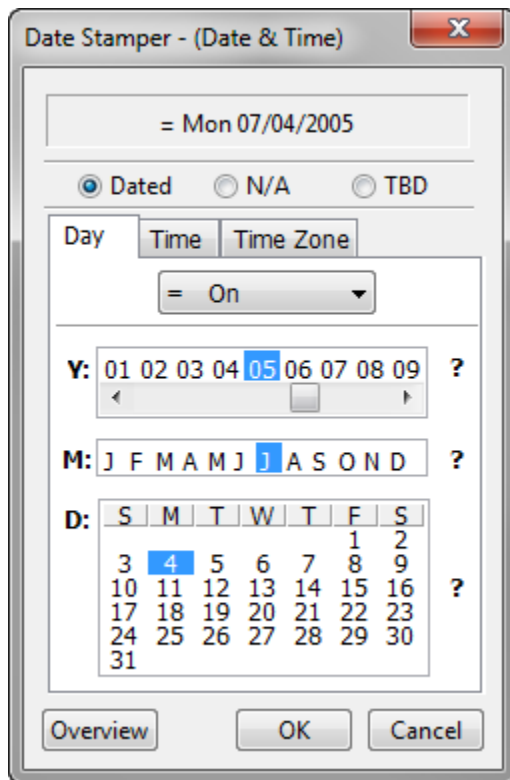 Date Stamper - (Date & Time)
= Mon 07/04/2005
Dated N/A TBD
Day Time Time Zone
= On
Y: 01 02 03 04 05 06 07 08 09 ?
M: J F M A M J J A S O N D ?
D: S M T W T F S
1 2
3 4 5 6 7 8 9
10 11 12 13 14 15 16 ?
17 18 19 20 21 22 23
24 25 26 27 28 29 30
31
Overview OK Cancel